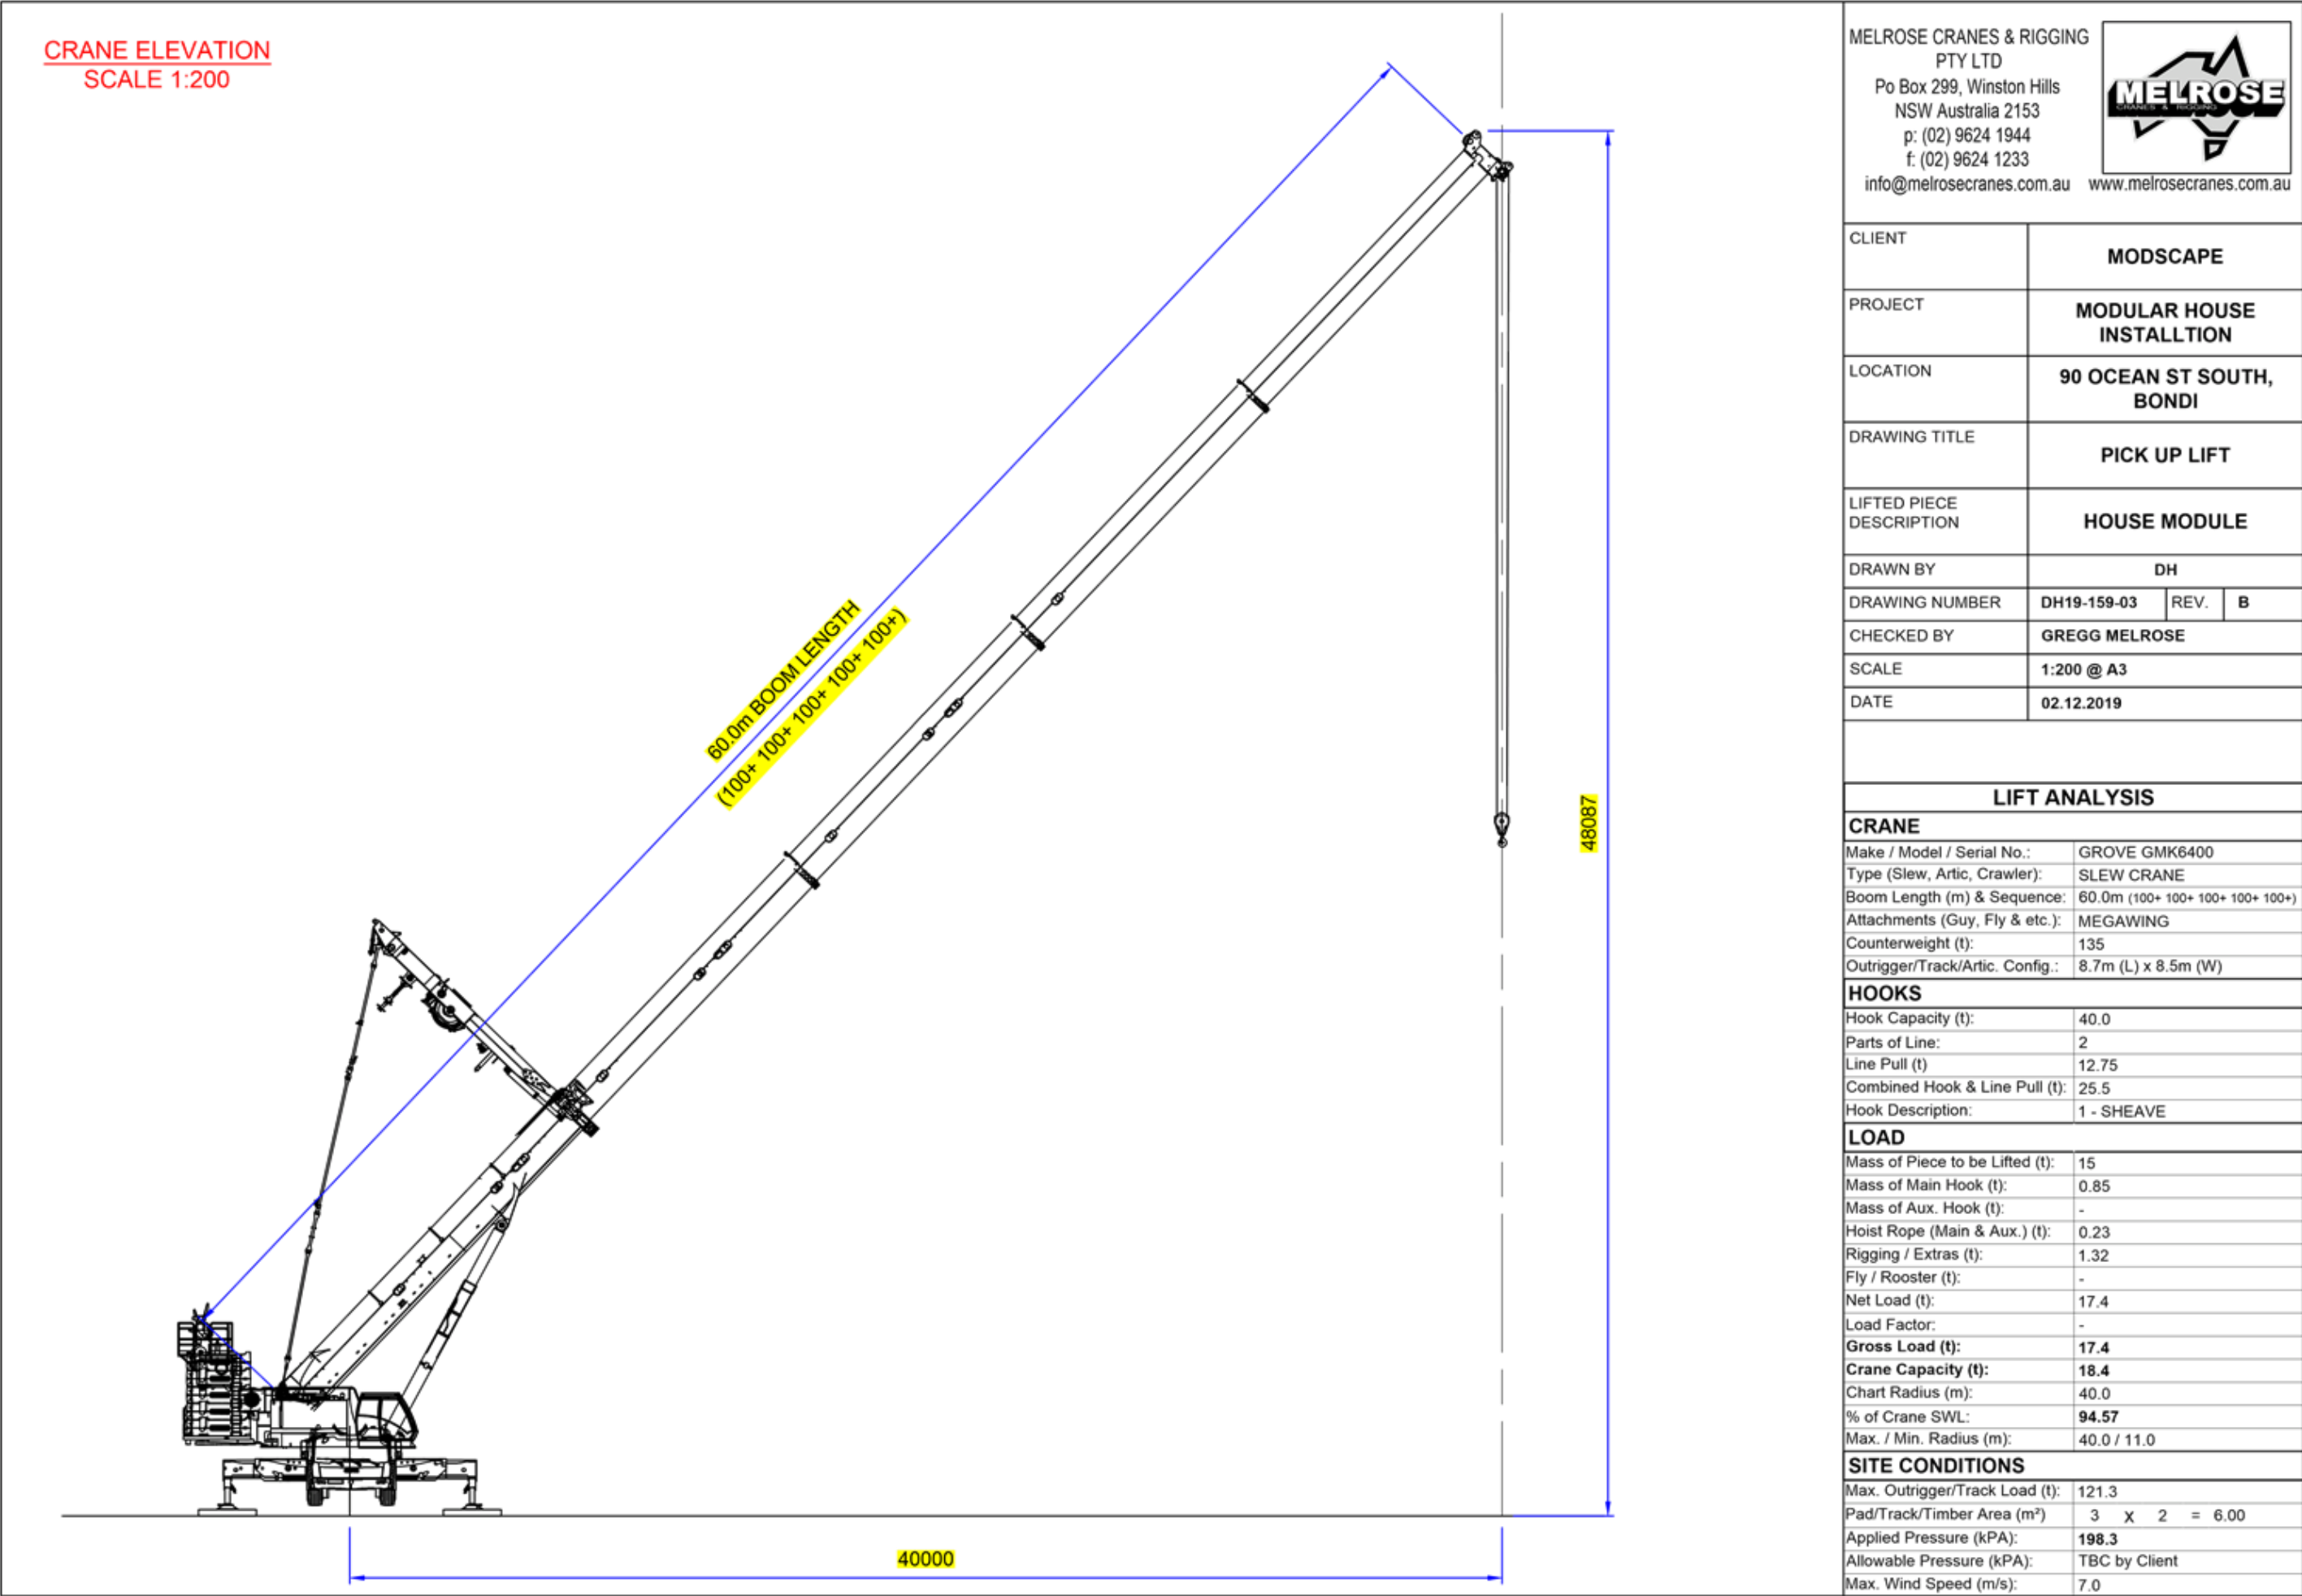 CRANE ELEVATION
SCALE 1:200
60.0m BOOM LENGTH
(100+ 100+ 100+ 100+ 100+)
48087
40000
MELROSE CRANES & RIGGING
PTY LTD
Po Box 299, Winston Hills
NSW Australia 2153
p: (02) 9624 1944
f: (02) 9624 1233
info@melrosecranes.com.au
MELROSE
CRANES & RIGGING
www.melrosecranes.com.au
CLIENT
MODSCAPE
PROJECT
MODULAR HOUSE
INSTALLTION
LOCATION
90 OCEAN ST SOUTH,
BONDI
DRAWING TITLE
PICK UP LIFT
LIFTED PIECE
DESCRIPTION
HOUSE MODULE
DRAWN BY DH
DRAWING NUMBER DH19-159-03 REV. B
CHECKED BY GREGG MELROSE
SCALE 1:200 @ A3
DATE 02.12.2019
LIFT ANALYSIS
CRANE
Make / Model / Serial No.: GROVE GMK6400
Type (Slew, Artic, Crawler): SLEW CRANE
Boom Length (m) & Sequence: 60.0m (100+ 100+ 100+ 100+ 100+)
Attachments (Guy, Fly & etc.): MEGAWING
Counterweight (t): 135
Outrigger/Track/Artic. Config.: 8.7m (L) x 8.5m (W)
HOOKS
Hook Capacity (t): 40.0
Parts of Line: 2
Line Pull (t) 12.75
Combined Hook & Line Pull (t): 25.5
Hook Description: 1 - SHEAVE
LOAD
Mass of Piece to be Lifted (t): 15
Mass of Main Hook (t): 0.85
Mass of Aux. Hook (t): -
Hoist Rope (Main & Aux.) (t): 0.23
Rigging / Extras (t): 1.32
Fly / Rooster (t): -
Net Load (t): 17.4
Load Factor: -
Gross Load (t): 17.4
Crane Capacity (t): 18.4
Chart Radius (m): 40.0
% of Crane SWL: 94.57
Max. / Min. Radius (m): 40.0 / 11.0
SITE CONDITIONS
Max. Outrigger/Track Load (t): 121.3
Pad/Track/Timber Area (m²) 3 X 2 = 6.00
Applied Pressure (kPA): 198.3
Allowable Pressure (kPA): TBC by Client
Max. Wind Speed (m/s): 7.0